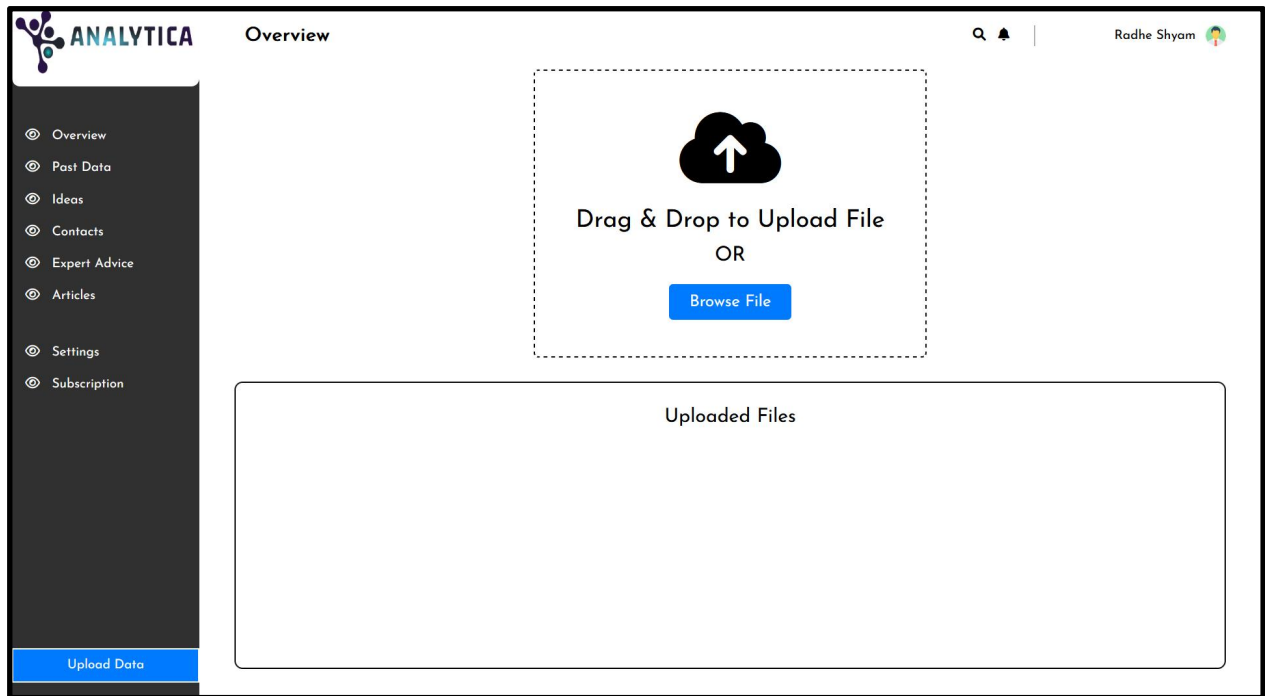 ANALYTICA
Overview
Radhe Shyam
Overview
Past Data
Ideas
Contacts
Expert Advice
Articles
Settings
Subscription
Upload Data
Drag & Drop to Upload File
OR
Browse File
Uploaded Files